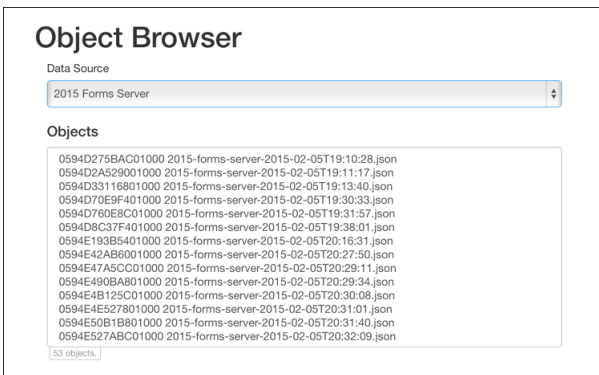 Object Browser
Data Source
2015 Forms Server
Objects
0594D275BAC01000 2015-forms-server-2015-02-05T19:10:28.json
0594D2A529001000 2015-forms-server-2015-02-05T19:11:17.json
0594D33116801000 2015-forms-server-2015-02-05T19:13:40.json
0594D70E9F401000 2015-forms-server-2015-02-05T19:30:33.json
0594D760E8C01000 2015-forms-server-2015-02-05T19:31:57.json
0594D8C37F401000 2015-forms-server-2015-02-05T19:38:01.json
0594E193B5401000 2015-forms-server-2015-02-05T20:16:31.json
0594E42AB6001000 2015-forms-server-2015-02-05T20:27:50.json
0594E47A5CC01000 2015-forms-server-2015-02-05T20:29:11.json
0594E490BA801000 2015-forms-server-2015-02-05T20:29:34.json
0594E4B125C01000 2015-forms-server-2015-02-05T20:30:08.json
0594E4E527801000 2015-forms-server-2015-02-05T20:31:01.json
0594E50B1B801000 2015-forms-server-2015-02-05T20:31:40.json
0594E527ABC01000 2015-forms-server-2015-02-05T20:32:09.json
53 objects.